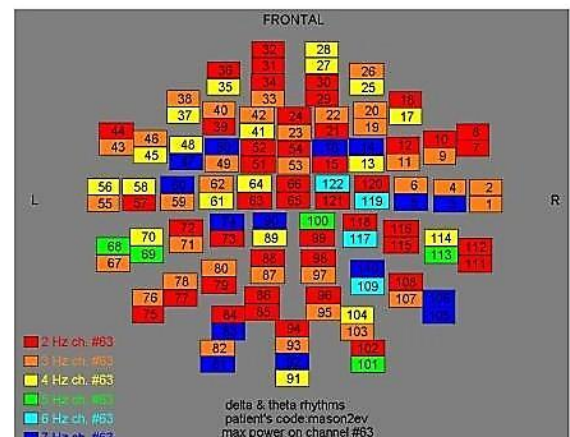 FRONTAL
32 28
31 27 26
36 34 30 25
35 33 29
38 40 42 24 22 20 18
37 39 41 23 21 19 17
44 46 48 52 54 12 10 8
43 45 49 51 53 15 13 11 9 7
56 58 62 64 66 122 120 6 4 2
L R
55 57 59 61 63 65 121 119 1
70 72 100 118 116 114 112
68 71 73 89 99 117 115 113 111
67 69
80 88 98
78 79 87 97 109 108
76 77 86 96 107
75 84 85 95 104
82 94 103
93 102
91 101
2 Hz ch. #63
3 Hz ch. #63
4 Hz ch. #63
5 Hz ch. #63
6 Hz ch. #63
7 Hz ch. #63
delta & theta rhythms
patient's code:mason2ev
max power on channel #63